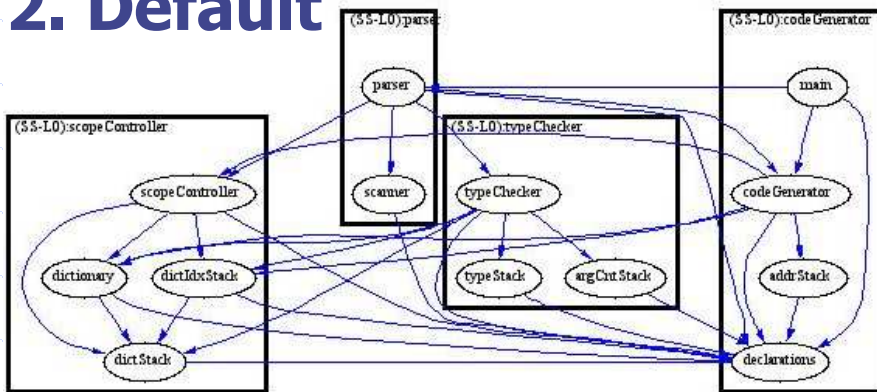 2. Default
(SS-L0):parser
(SS-L0):codeGenerator
parser
main
(SS-L0):scopeController
(SS-L0):typeChecker
scopeController
scanner
typeChecker
codeGenerator
dictionary
dictIdxStack
typeStack
argCntStack
addrStack
dictStack
declarations